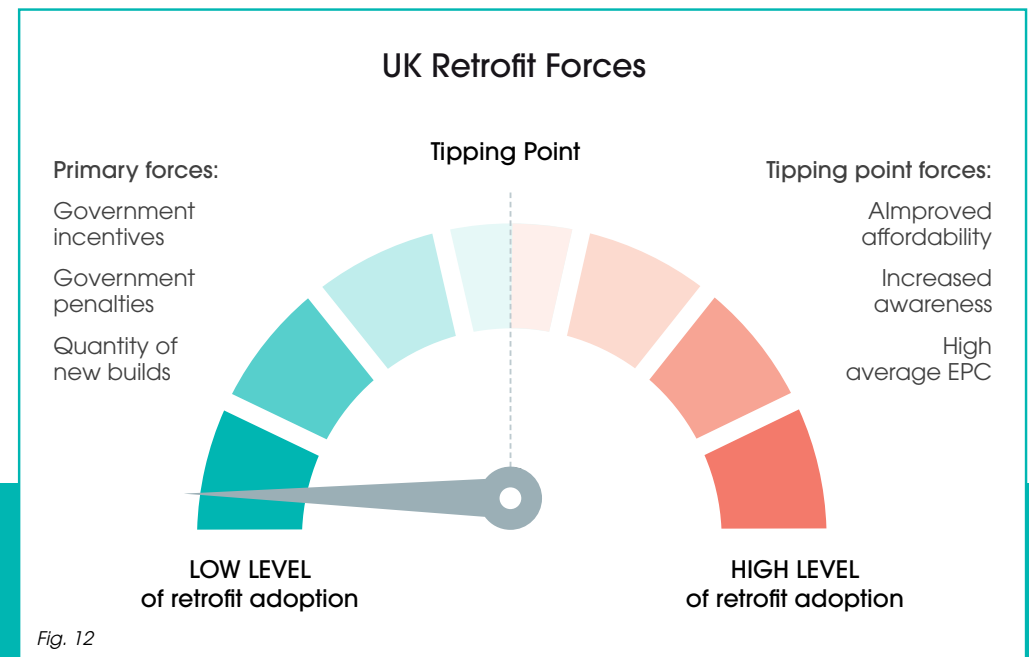 UK Retrofit Forces
Tipping Point
Primary forces:
Government
incentives
Government
penalties
Quantity of
new builds
Tipping point forces:
AImproved
affordability
Increased
awareness
High
average EPC
LOW LEVEL
of retrofit adoption
HIGH LEVEL
of retrofit adoption
Fig. 12